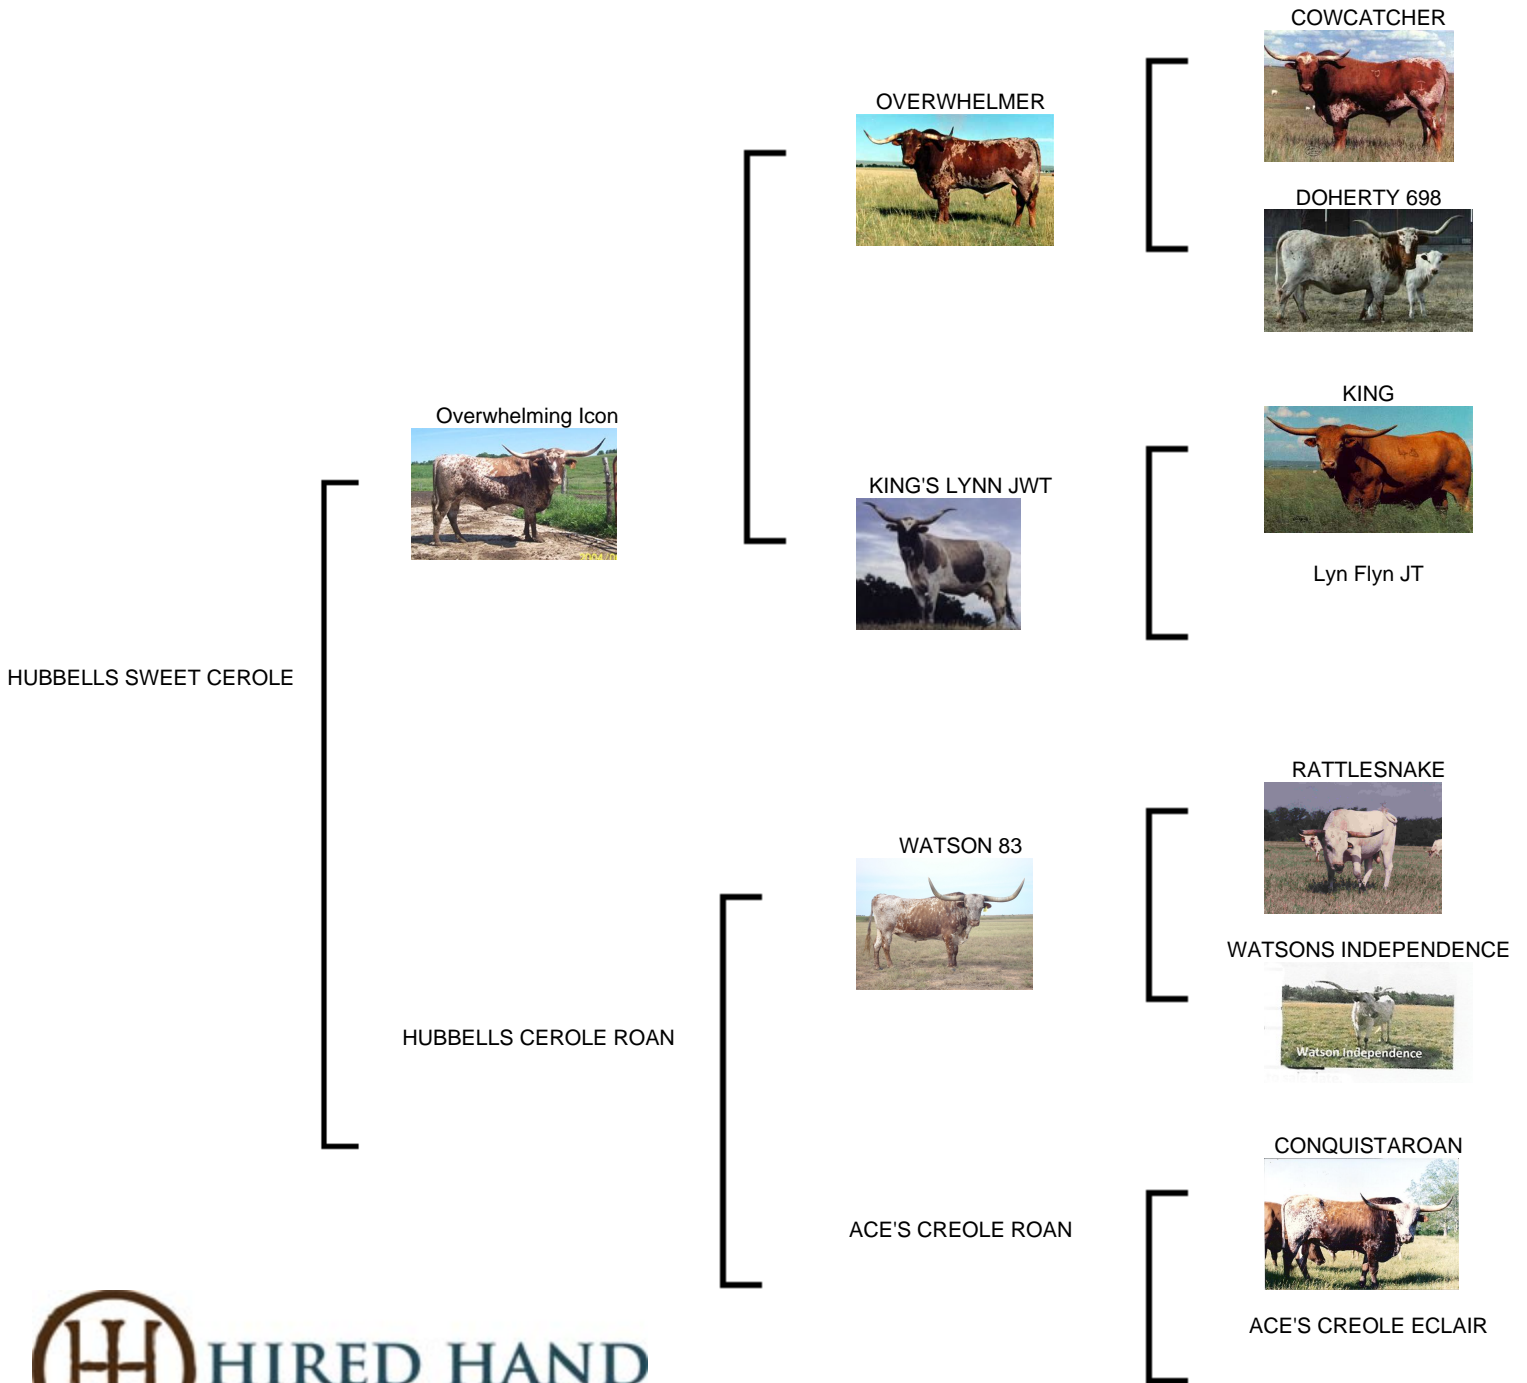 COWCATCHER
OVERWHELMER
DOHERTY 698
KING
Overwhelming Icon
KING'S LYNN JWT
Lyn Flyn JT
HUBBELLS SWEET CEROLE
RATTLESNAKE
WATSON 83
WATSONS INDEPENDENCE
HUBBELLS CEROLE ROAN
Watson Independence
CONQUISTAROAN
ACE'S CREOLE ROAN
ACE'S CREOLE ECLAIR
HIRED HAND